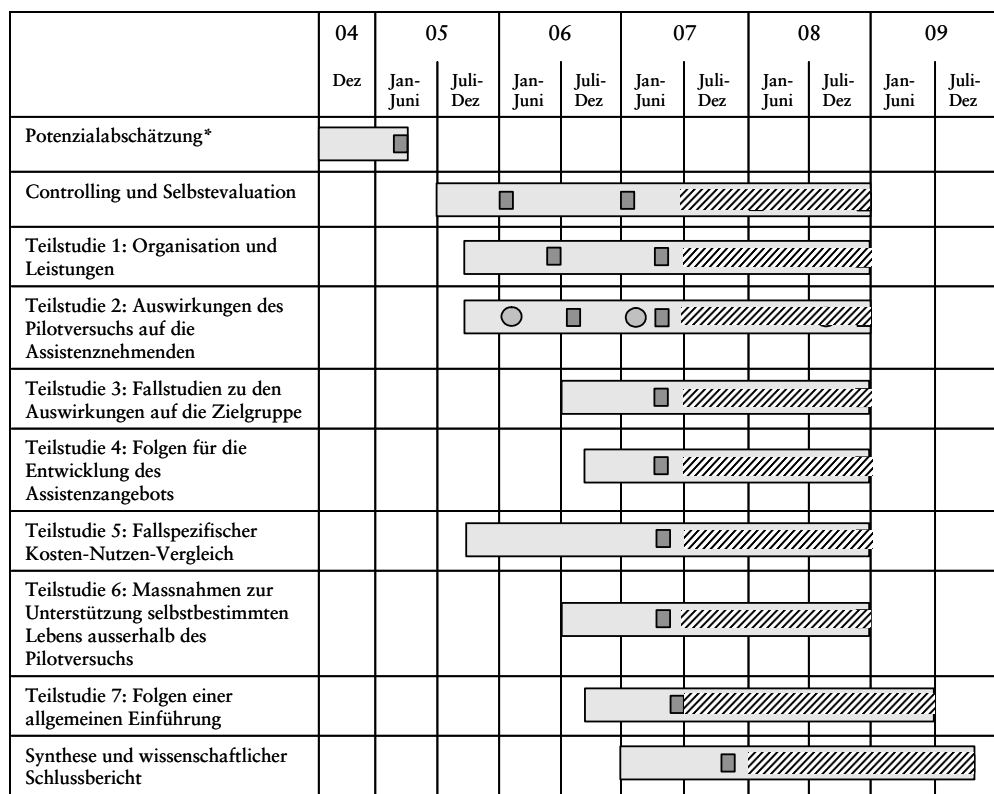 04 05 06 07 08 09
Dez Jan- Juli- Jan- Juli- Jan- Juli- Jan- Juli- Jan- Juli-
Juni Dez Juni Dez Juni Dez Juni Dez Juni Dez
Potenzialabschätzung*
Controlling und Selbstevaluation
Teilstudie 1: Organisation und
Leistungen
Teilstudie 2: Auswirkungen des
Pilotversuchs auf die
Assistenznehmenden
Teilstudie 3: Fallstudien zu den
Auswirkungen auf die Zielgruppe
Teilstudie 4: Folgen für die
Entwicklung des
Assistenzangebots
Teilstudie 5: Fallspezifischer
Kosten-Nutzen-Vergleich
Teilstudie 6: Massnahmen zur
Unterstützung selbstbestimmten
Lebens ausserhalb des
Pilotversuchs
Teilstudie 7: Folgen einer
allgemeinen Einführung
Synthese und wissenschaftlicher
Schlussbericht